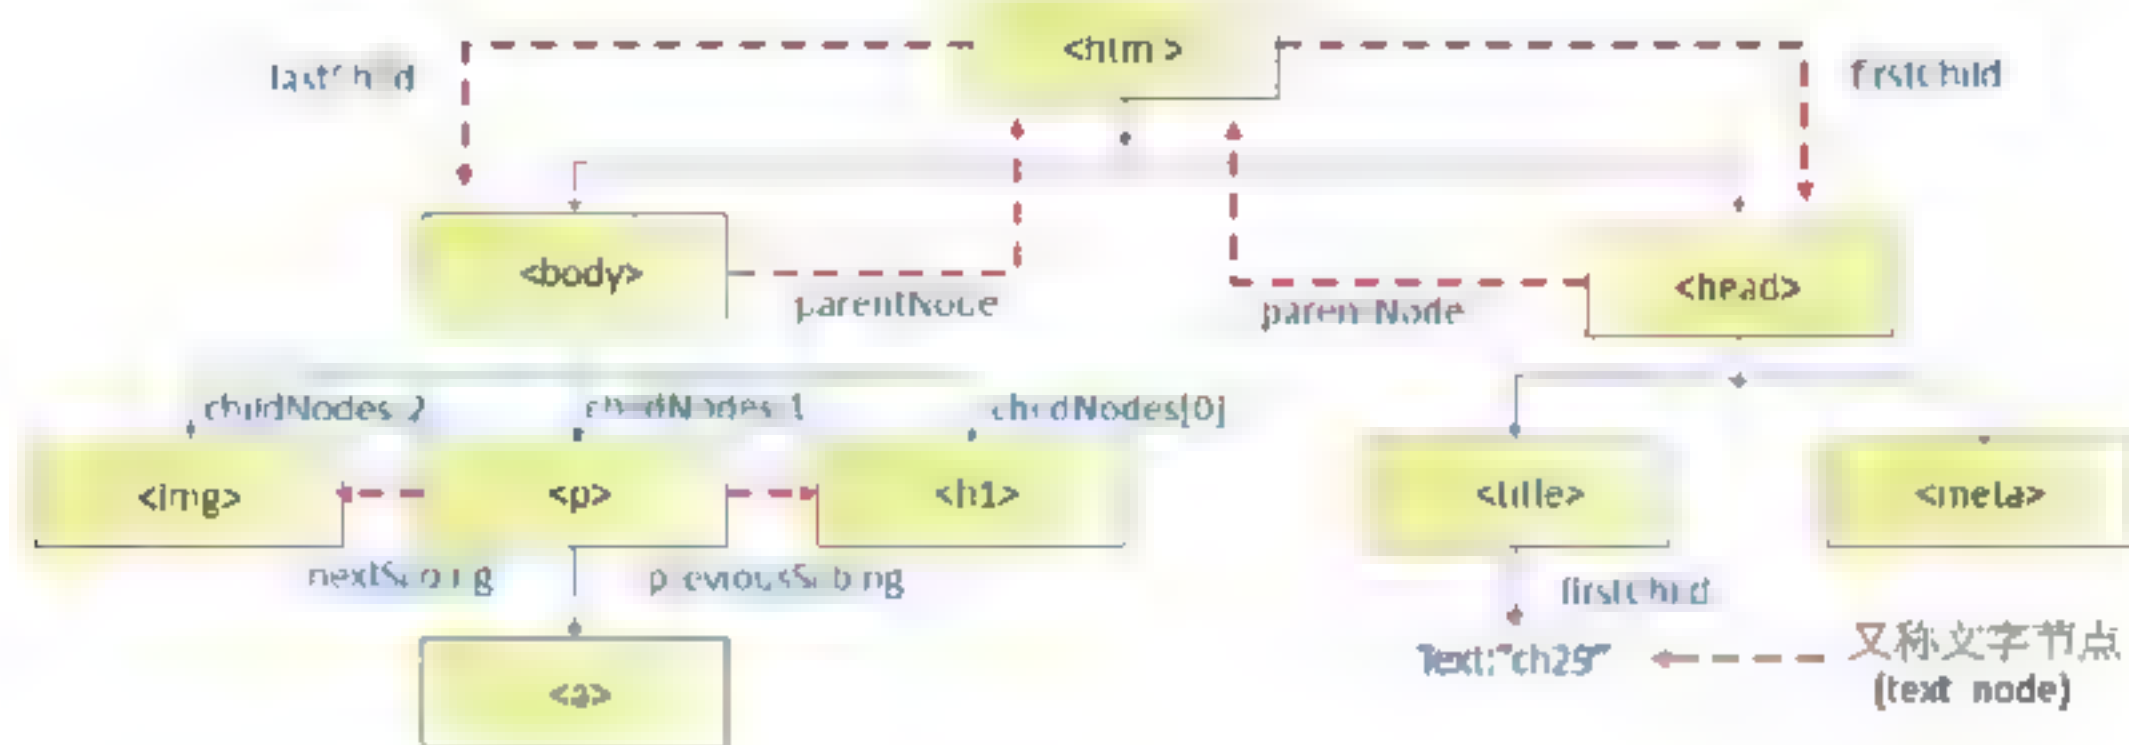 <html>
lastChild
firstChild
<body>
<head>
parentNode
parentNode
childNodes[2]
childNodes[1]
childNodes[0]
<img>
<p>
<h1>
<title>
<meta>
nextSibling
previousSibling
firstChild
<a>
Text:"ch29"
又称文字节点
(text node)